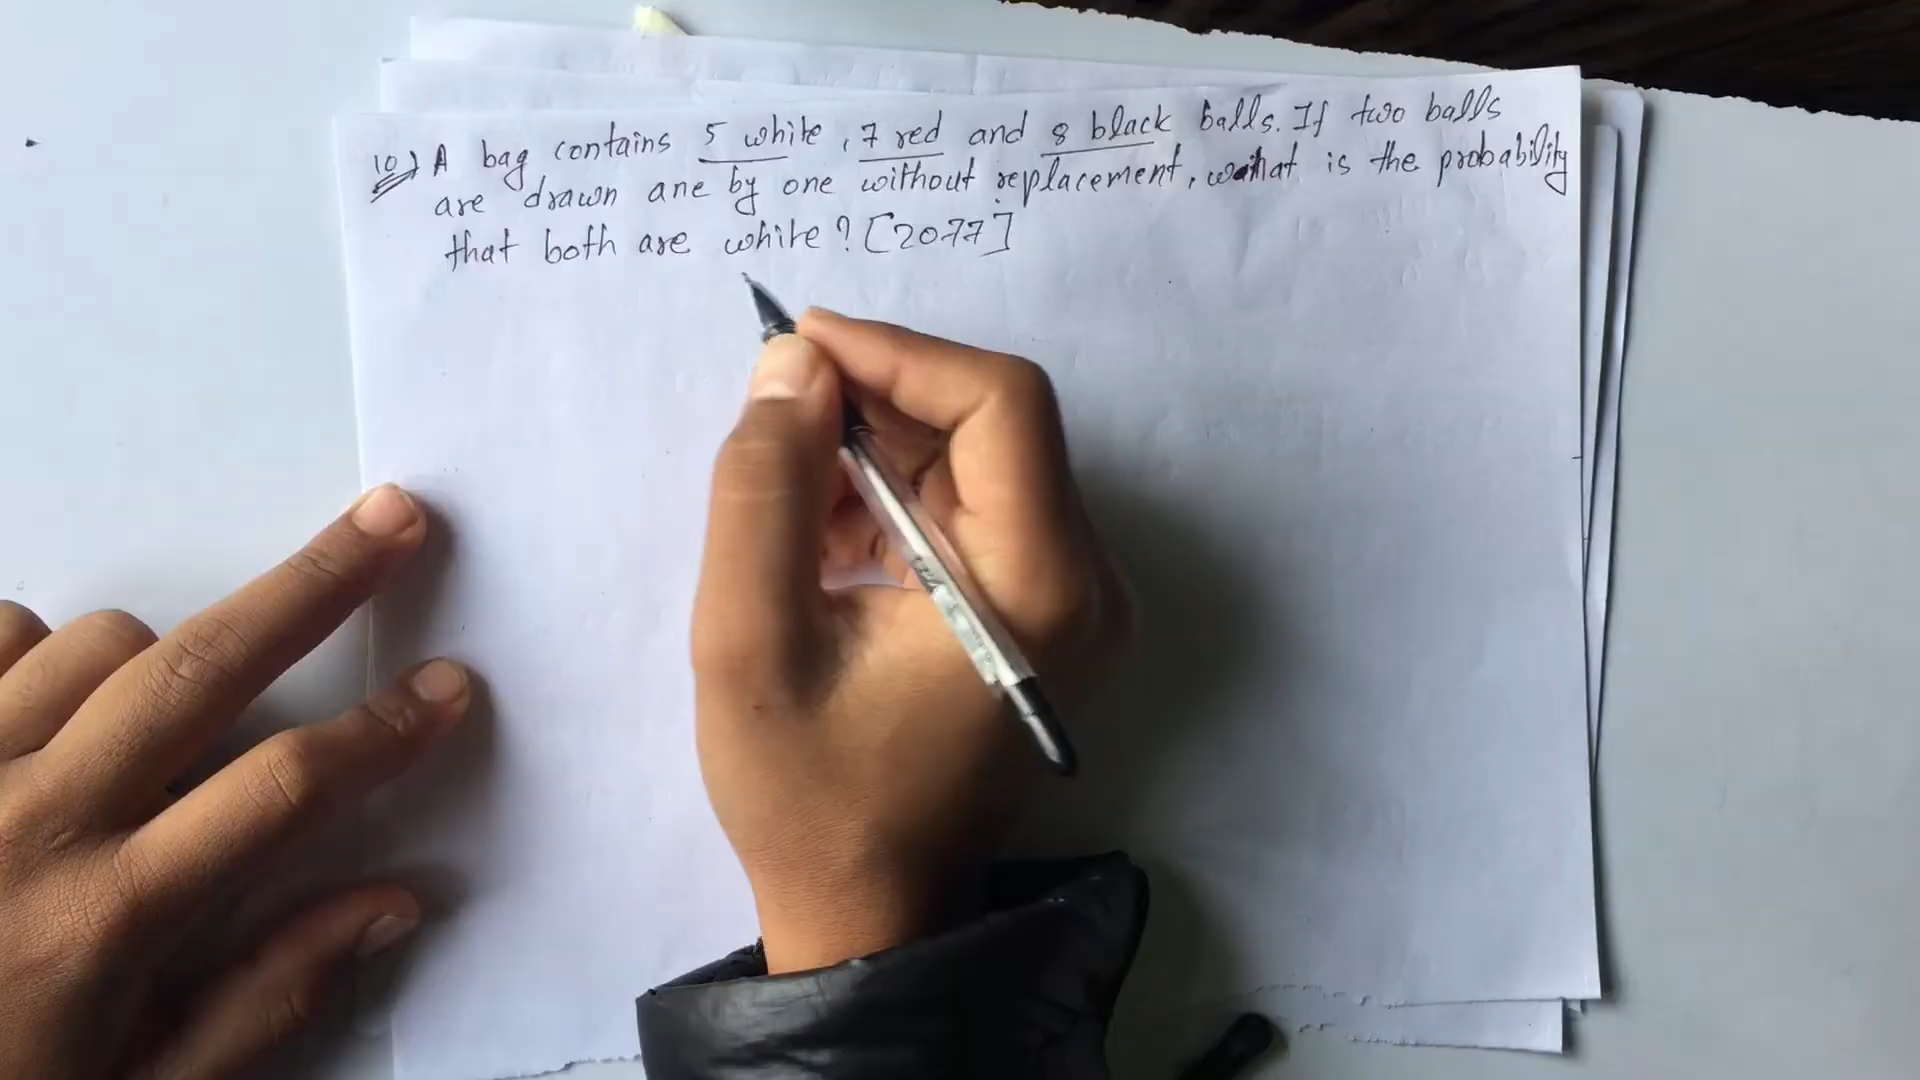 10) A bag contains 5 white, 7 red and 8 black balls. If two balls
are drawn ane by one without replacement, what is the probability
that both are white? [2077]